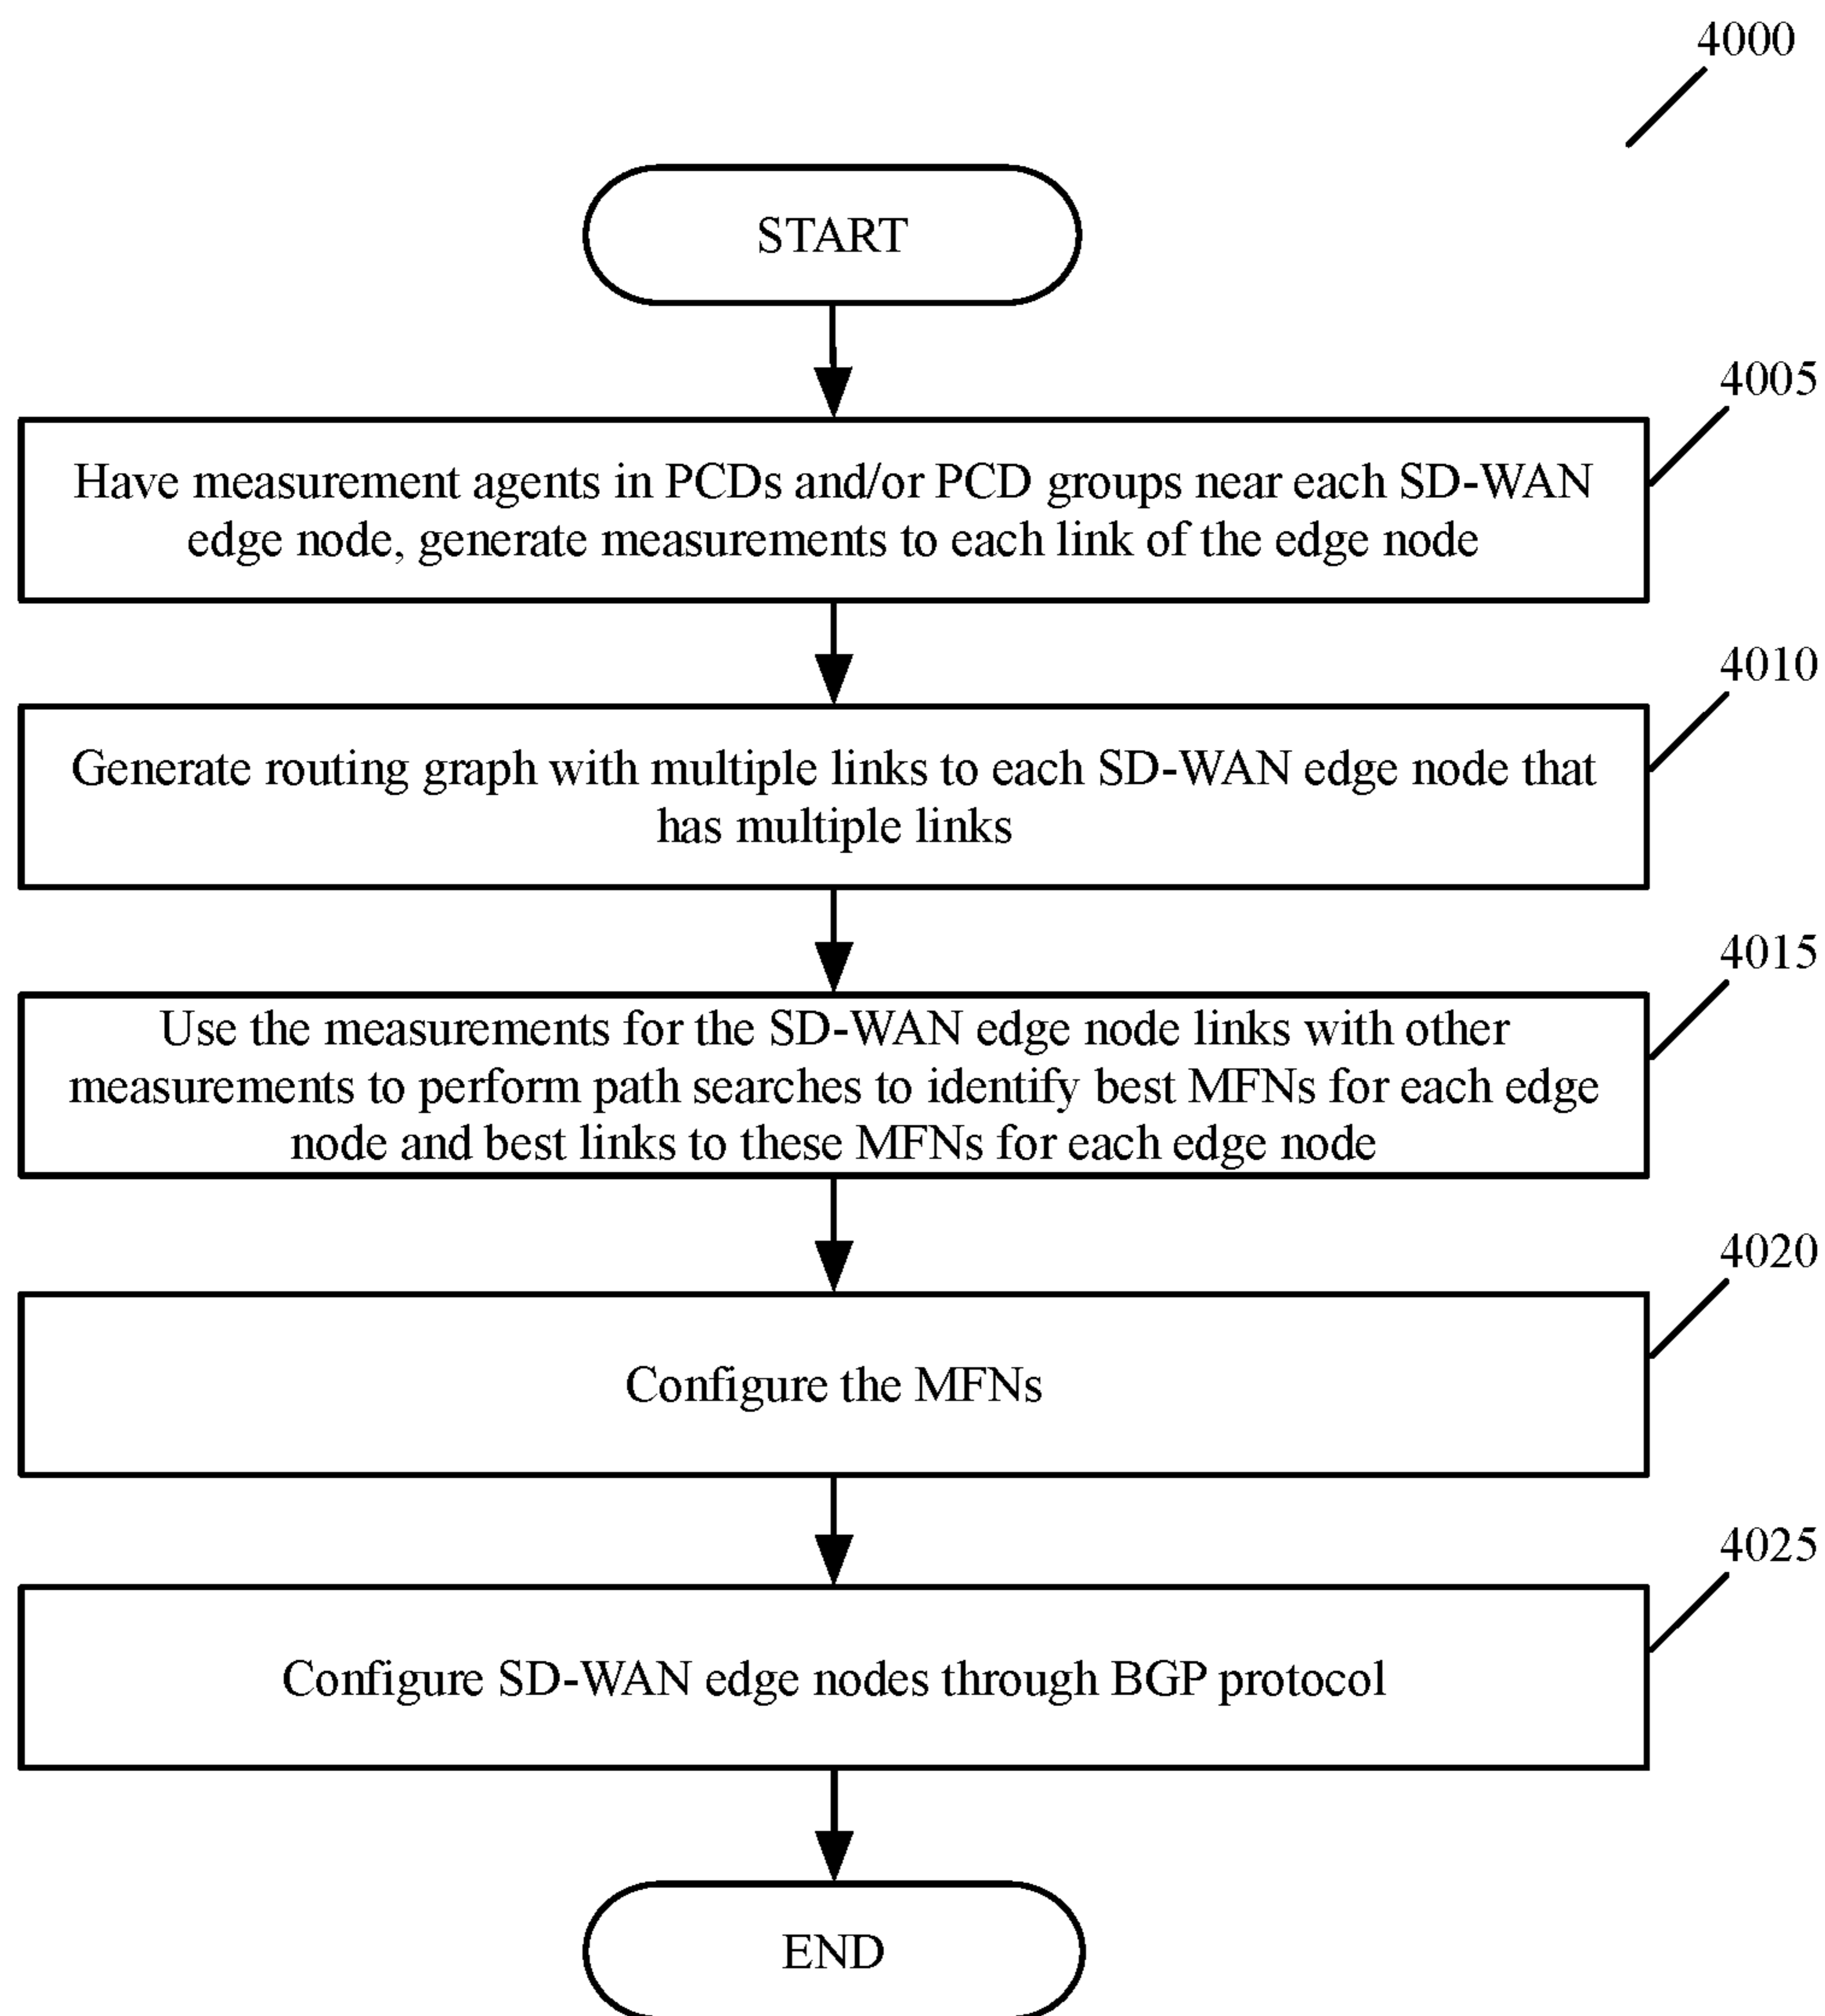 4000
START
4005
Have measurement agents in PCDs and/or PCD groups near each SD-WAN
edge node, generate measurements to each link of the edge node
4010
Generate routing graph with multiple links to each SD-WAN edge node that
has multiple links
4015
Use the measurements for the SD-WAN edge node links with other
measurements to perform path searches to identify best MFNs for each edge
node and best links to these MFNs for each edge node
4020
Configure the MFNs
4025
Configure SD-WAN edge nodes through BGP protocol
END